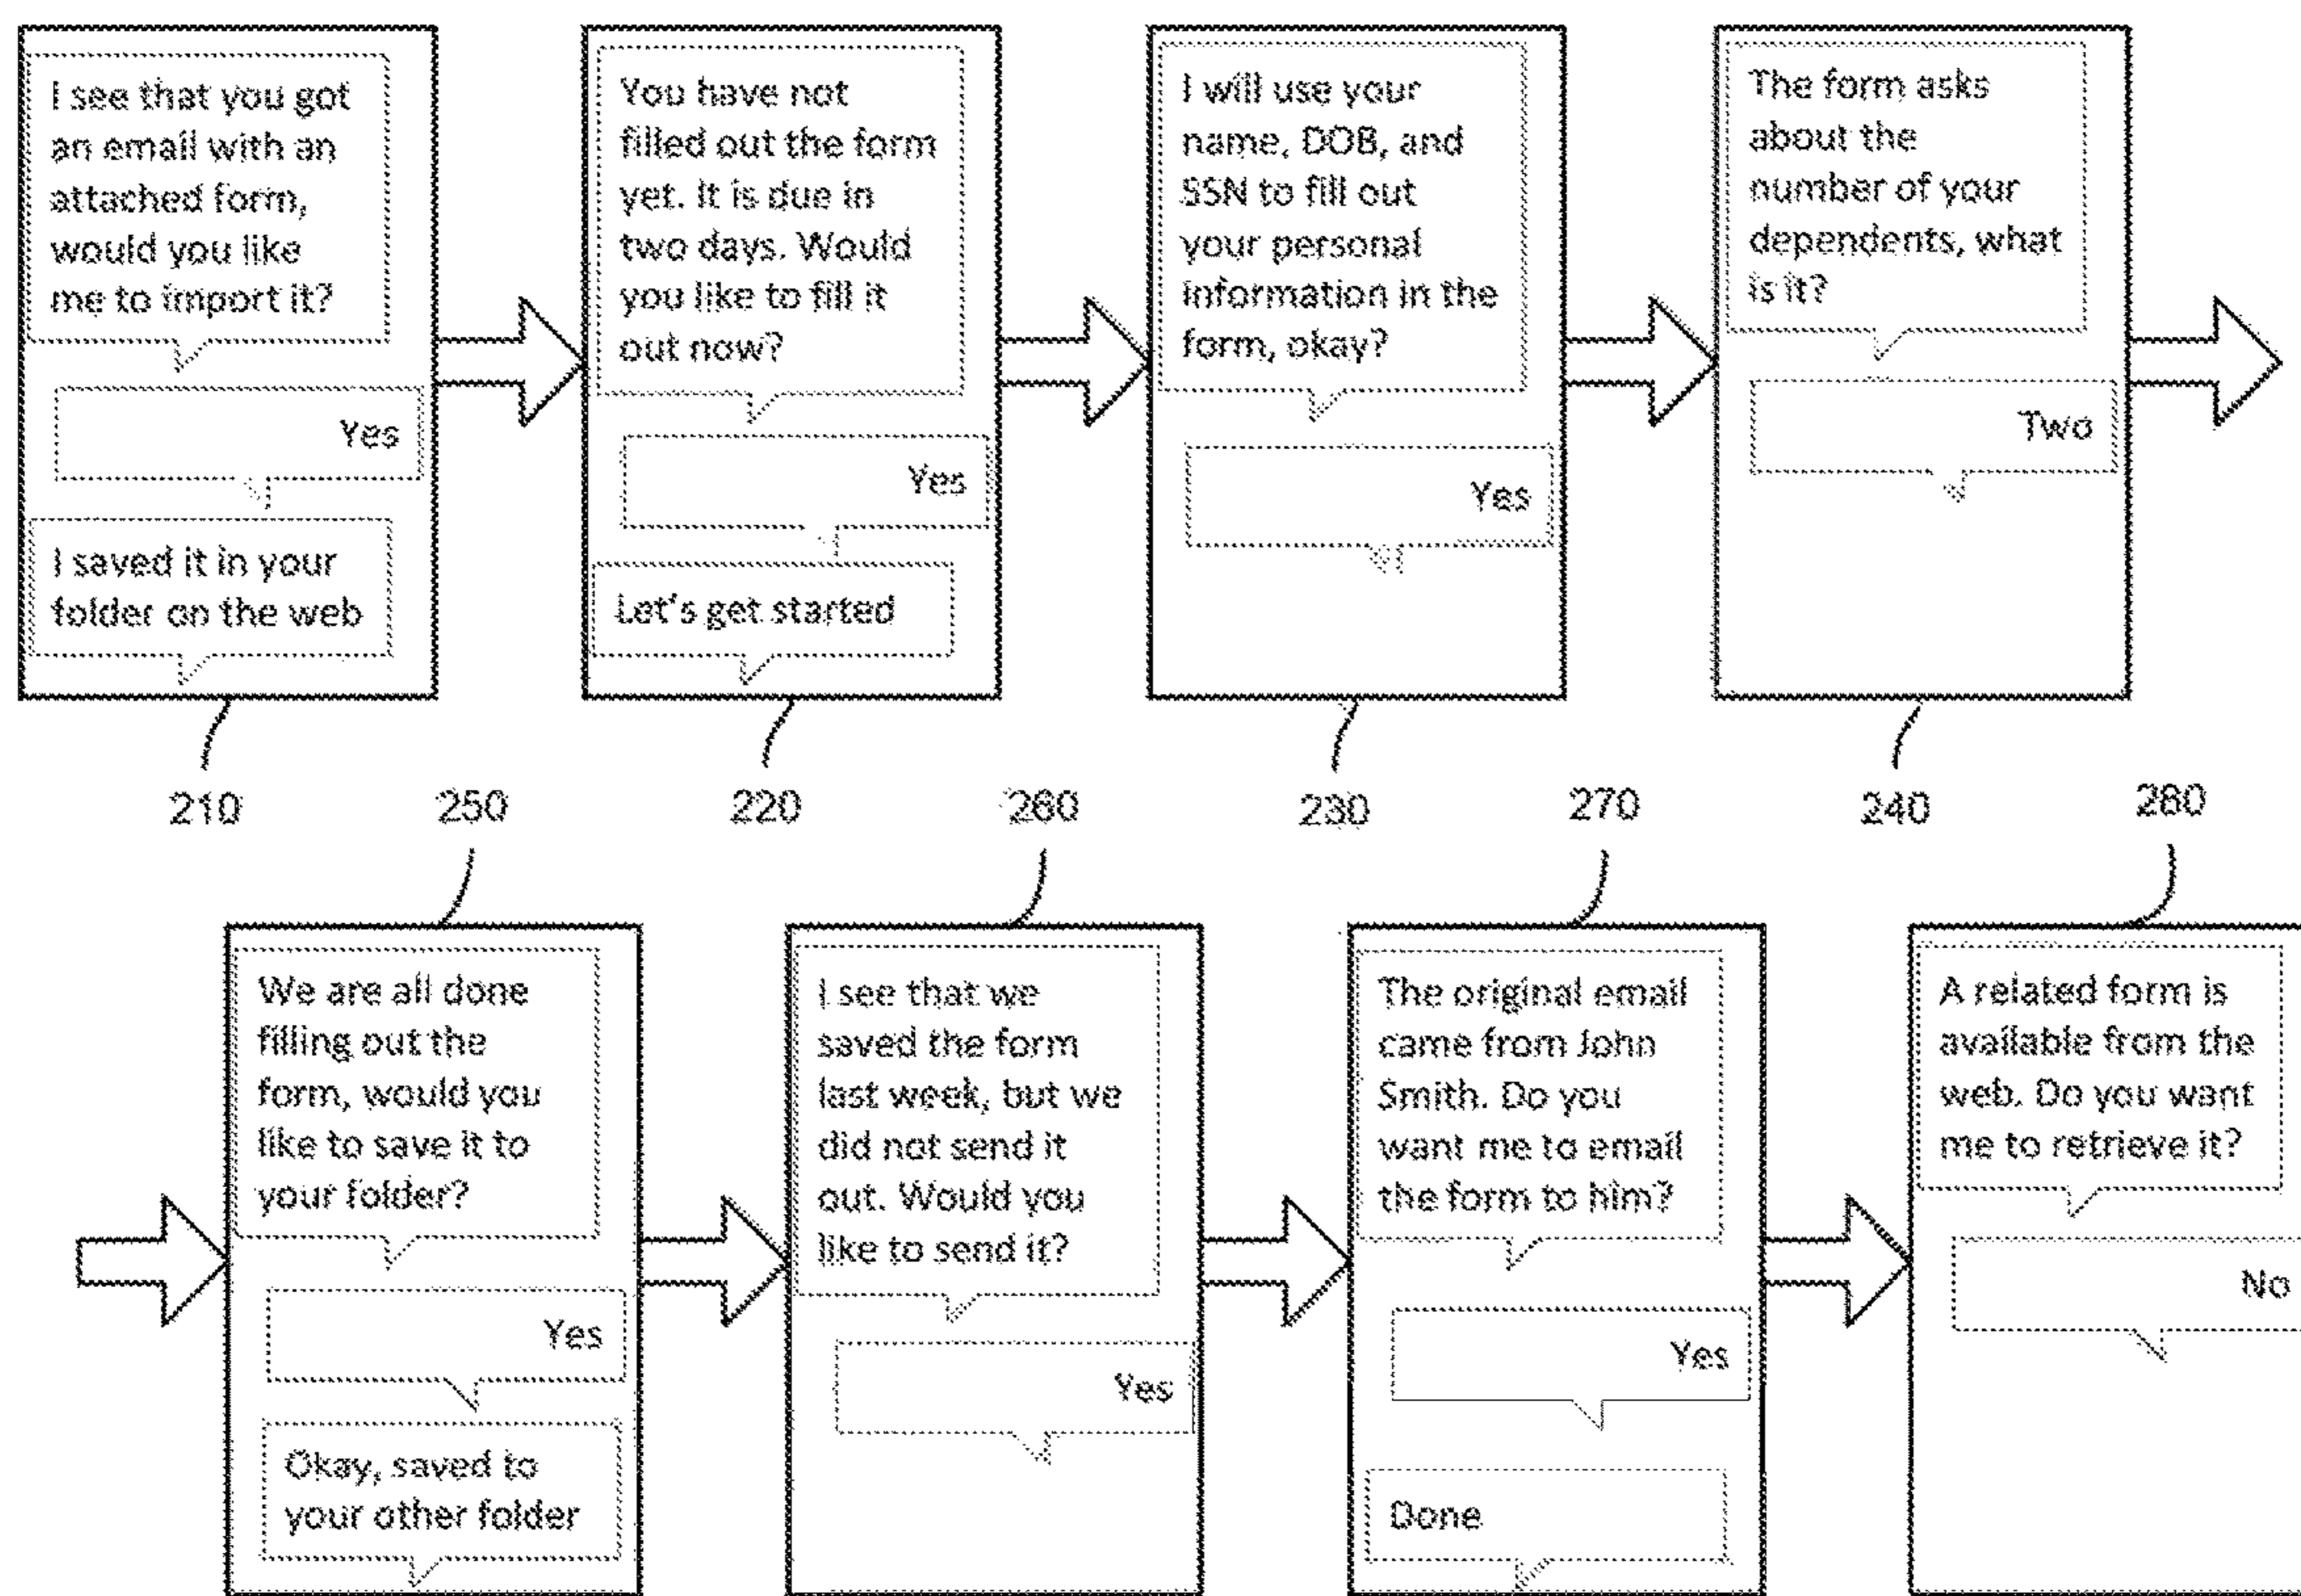 I see that you got
an email with an
attached form,
would you like
me to import it?
Yes
I saved it in your
folder on the web
You have not
filled out the form
yet. It is due in
two days. Would
you like to fill it
out now?
Yes
Let's get started
I will use your
name, DOB, and
SSN to fill out
your personal
information in the
form, okay?
Yes
The form asks
about the
number of your
dependents, what
is it?
Two
210
250
220
260
230
270
240
280
We are all done
filling out the
form, would you
like to save it to
your folder?
Yes
Okay, saved to
your other folder
I see that we
saved the form
last week, but we
did not send it
out. Would you
like to send it?
Yes
The original email
came from John
Smith. Do you
want me to email
the form to him?
Yes
Done
A related form is
available from the
web. Do you want
me to retrieve it?
No